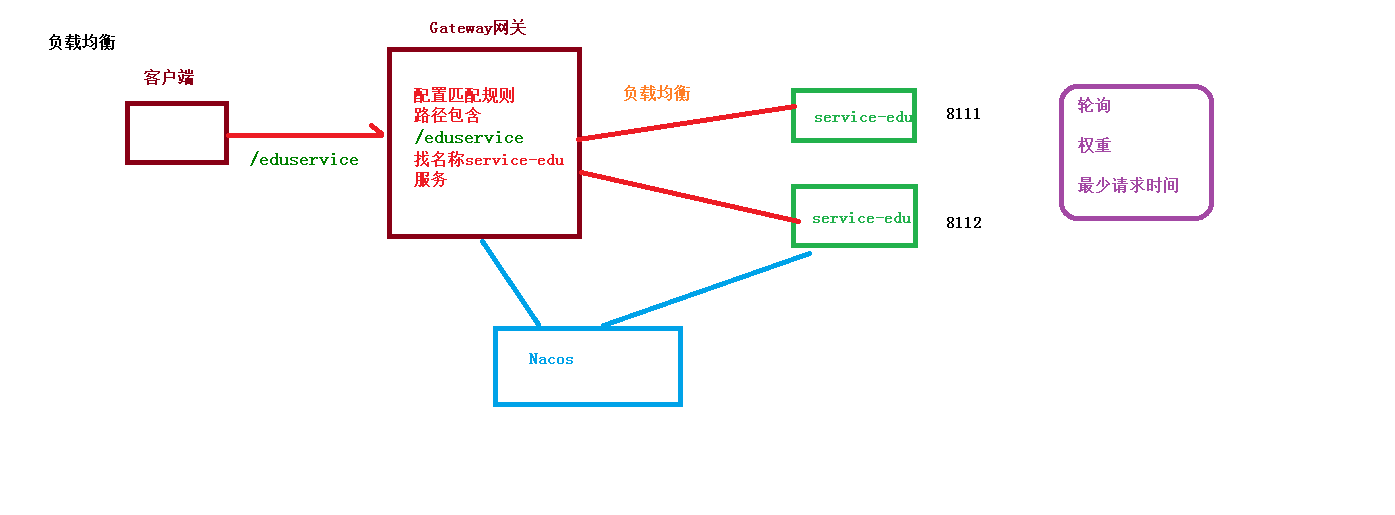 Gateway网关
负载均衡
客户端
/eduservice
配置匹配规则
路径包含
/eduservice
找名称service-edu
服务
负载均衡
service-edu
8111
service-edu
8112
Nacos
轮询
权重
最少请求时间